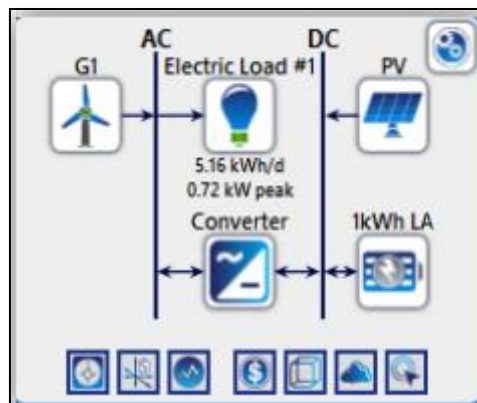 AC DC
G1 Electric Load #1 PV
5.16 kWh/d
0.72 kW peak
Converter 1kWh LA